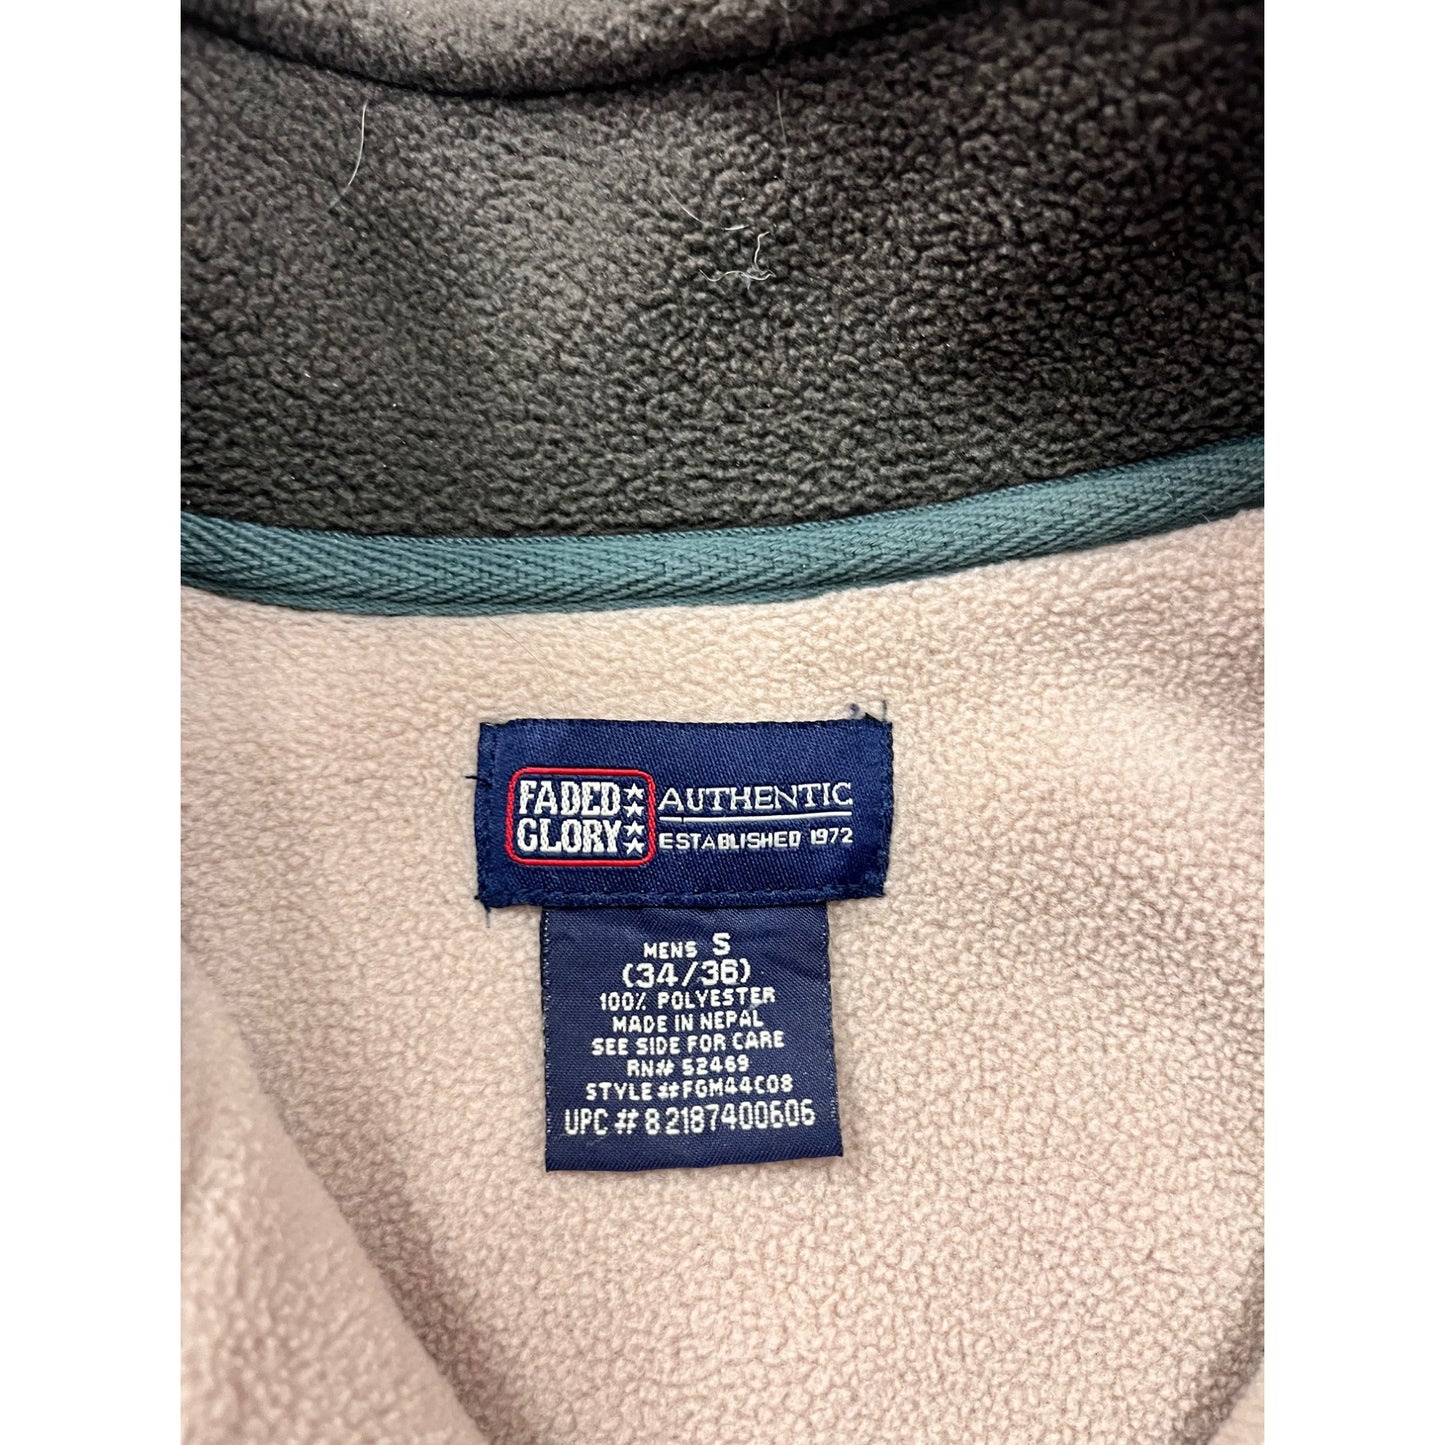 FADED
GLORY
AUTHENTIC
ESTABLISHED 1972
MENS S
(34/36)
100% POLYESTER
MADE IN NEPAL
SEE SIDE FOR CARE
RN# 52469
STYLE #FGM44C08
UPC # 82187400606